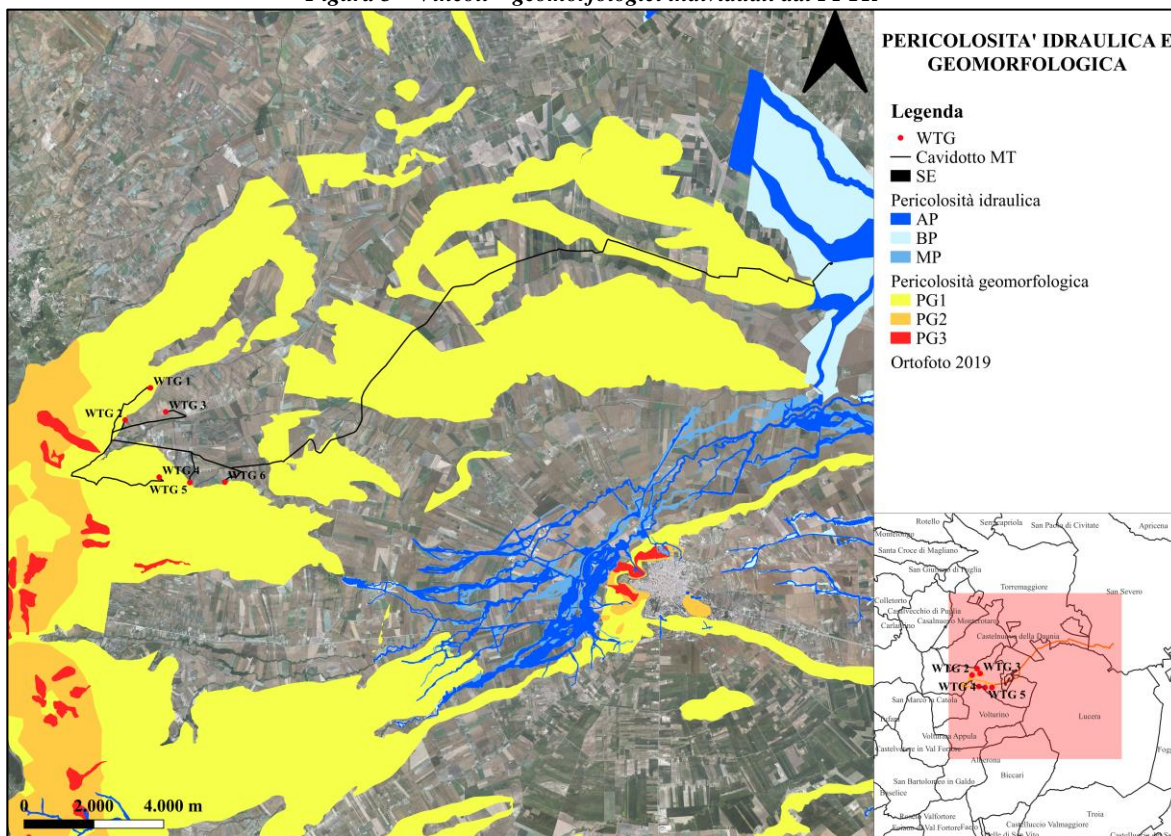 PERICOLOSITA' IDRAULICA E
GEOMORFOLOGICA
Legenda
WTG
Cavidotto MT
SE
Pericolosità idraulica
AP
BP
MP
Pericolosità geomorfologica
PG1
PG2
PG3
Ortofoto 2019
WTG 1
WTG 2
WTG 3
WTG 4
WTG 5
WTG 6
0 2.000 4.000 m
Rotello
Serracapriola
San Paolo di Civitate
Apricena
Santa Croce di Magliano
San Giuliano di Puglia
Torremaggiore
San Severo
Colletorto
Casalvecchio di Puglia
Casalnuovo Monterotaro
Castelnuovo della Daunia
WTG 2
WTG 3
WTG 4
WTG 5
San Marco la Catola
Volturino
Lucera
Volturara Appula
Alberona
Biccari
San Bartolomeo in Galdo
Baselice
Troia
Castelluccio Valmaggiore